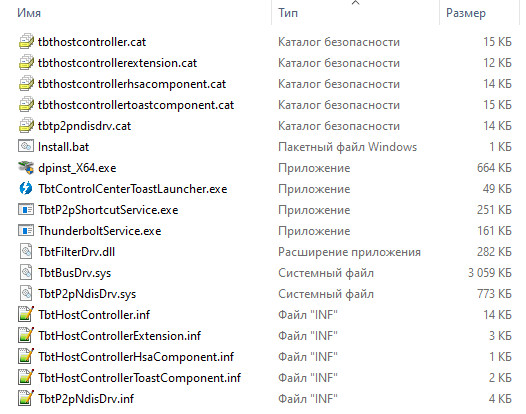 Имя Тип Размер
tbthostcontroller.cat Каталог безопасности 15 КБ
tbthostcontrollerextension.cat Каталог безопасности 12 КБ
tbthostcontrollerhsacomponent.cat Каталог безопасности 14 КБ
tbthostcontrollertoastcomponent.cat Каталог безопасности 15 КБ
tbtp2pndisdrv.cat Каталог безопасности 14 КБ
Install.bat Пакетный файл Windows 1 КБ
dpinst_X64.exe Приложение 664 КБ
TbtControlCenterToastLauncher.exe Приложение 49 КБ
TbtP2pShortcutService.exe Приложение 251 КБ
ThunderboltService.exe Приложение 161 КБ
TbtFilterDrv.dll Расширение приложения 282 КБ
TbtBusDrv.sys Системный файл 3 059 КБ
TbtP2pNdisDrv.sys Системный файл 773 КБ
TbtHostController.inf Файл "INF" 14 КБ
TbtHostControllerExtension.inf Файл "INF" 3 КБ
TbtHostControllerHsaComponent.inf Файл "INF" 1 КБ
TbtHostControllerToastComponent.inf Файл "INF" 2 КБ
TbtP2pNdisDrv.inf Файл "INF" 4 КБ